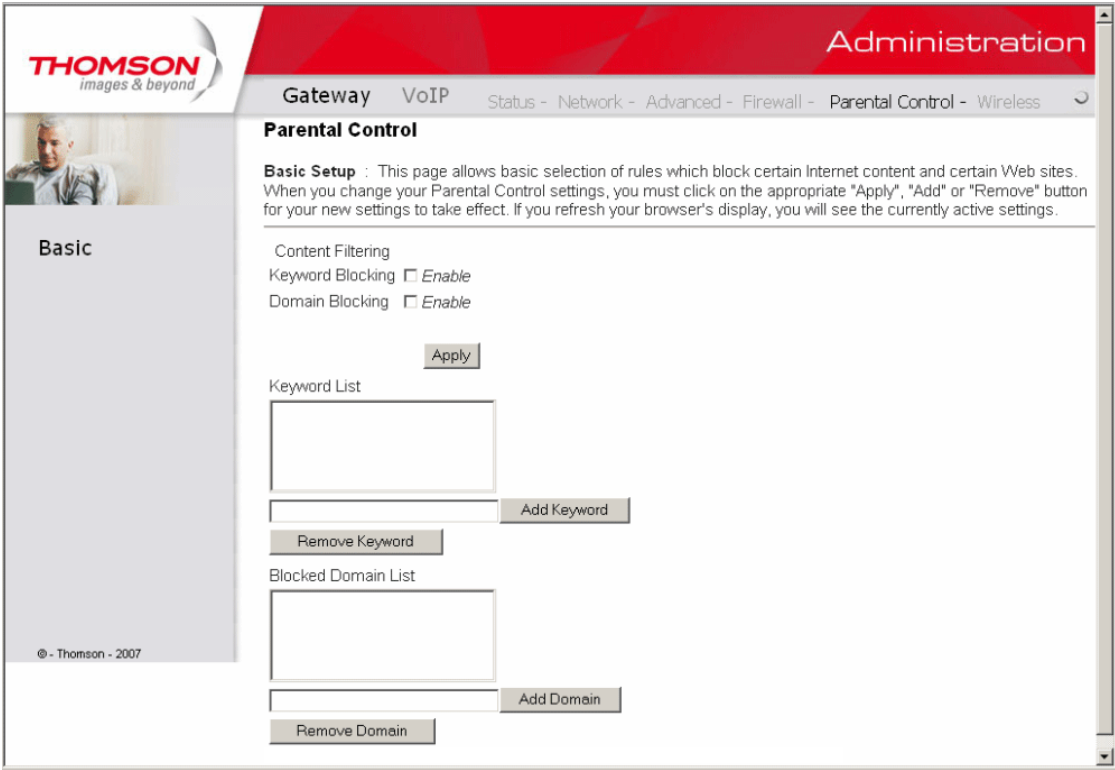 THOMSON
images & beyond
Administration
Gateway VoIP Status - Network - Advanced - Firewall - Parental Control - Wireless
Parental Control
Basic Setup : This page allows basic selection of rules which block certain Internet content and certain Web sites.
When you change your Parental Control settings, you must click on the appropriate "Apply", "Add" or "Remove" button
for your new settings to take effect. If you refresh your browser's display, you will see the currently active settings.
Basic
Content Filtering
Keyword Blocking Enable
Domain Blocking Enable
Apply
Keyword List
Add Keyword
Remove Keyword
Blocked Domain List
Add Domain
Remove Domain
© - Thomson - 2007